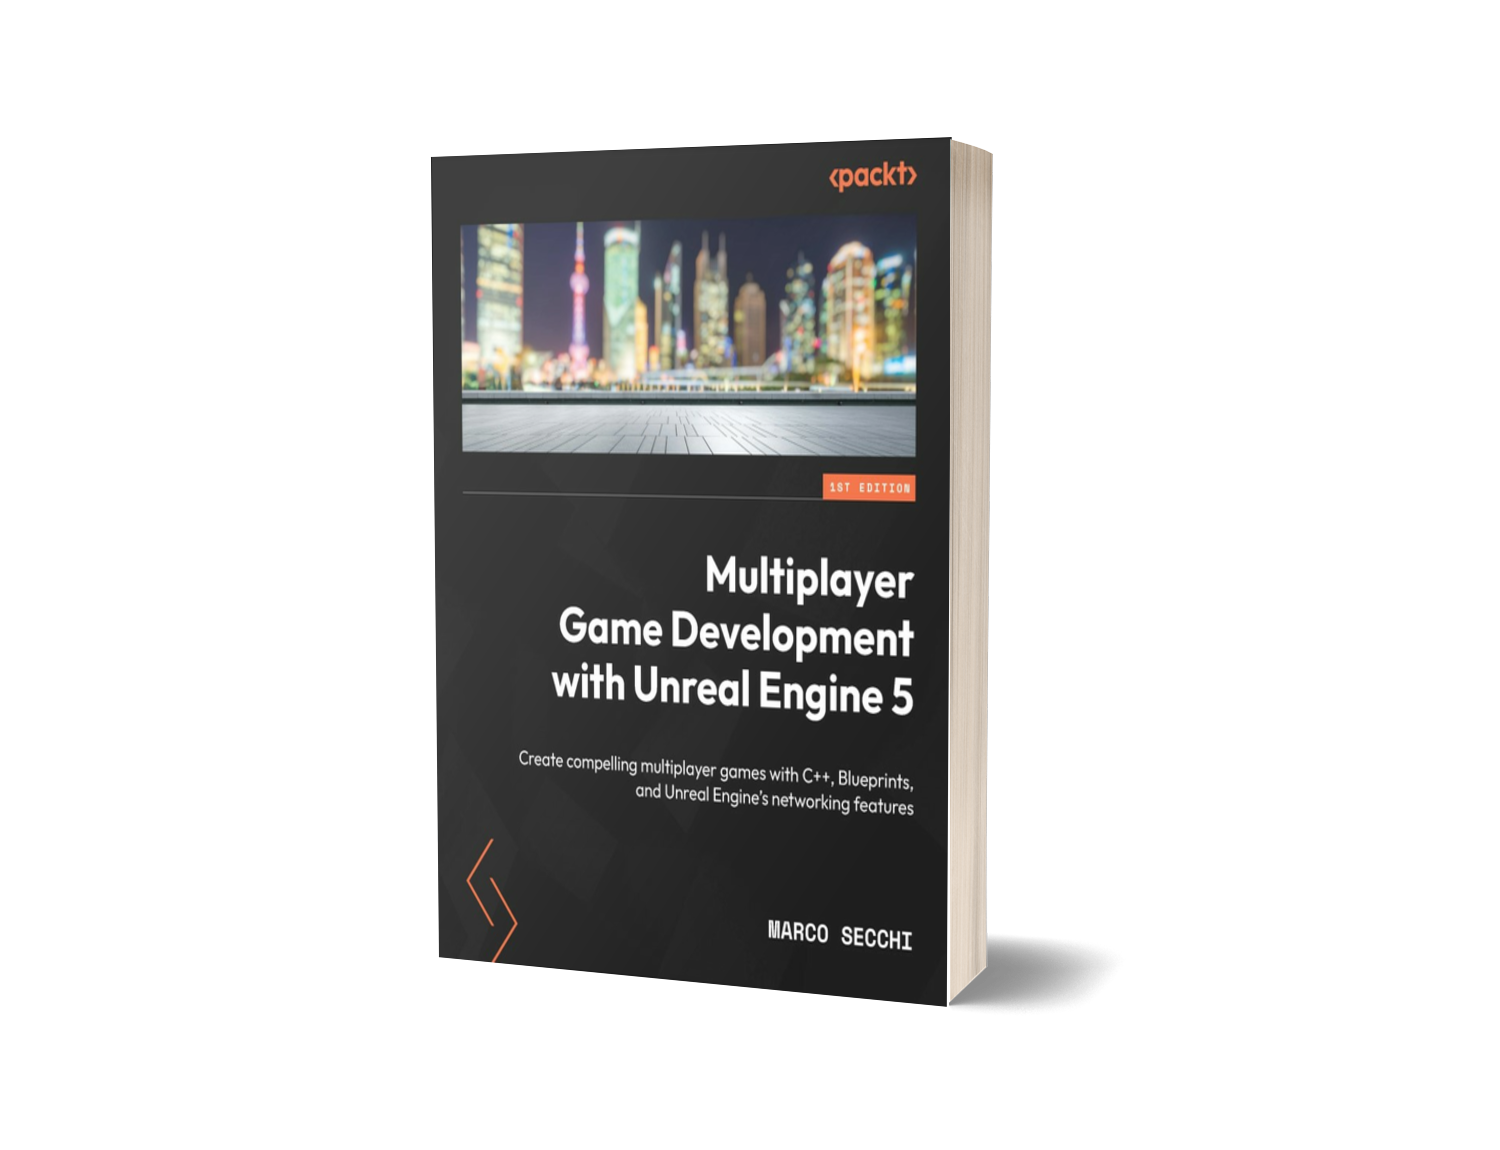 <packt>
1ST EDITION
Multiplayer
Game Development
with Unreal Engine 5
Create compelling multiplayer games with C++, Blueprints,
and Unreal Engine’s networking features
MARCO SECCHI